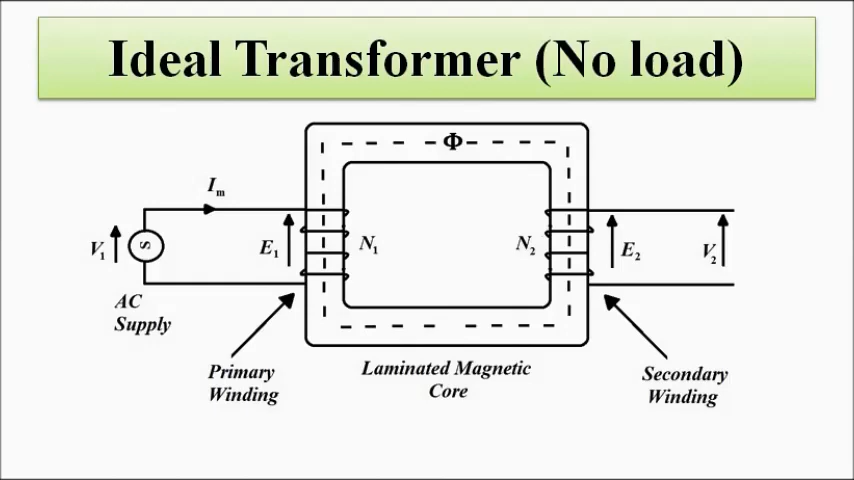 Ideal Transformer (No load)
Φ
Im
V1
S
E1
N1
N2
E2
V2
AC
Supply
Primary
Winding
Laminated Magnetic
Core
Secondary
Winding